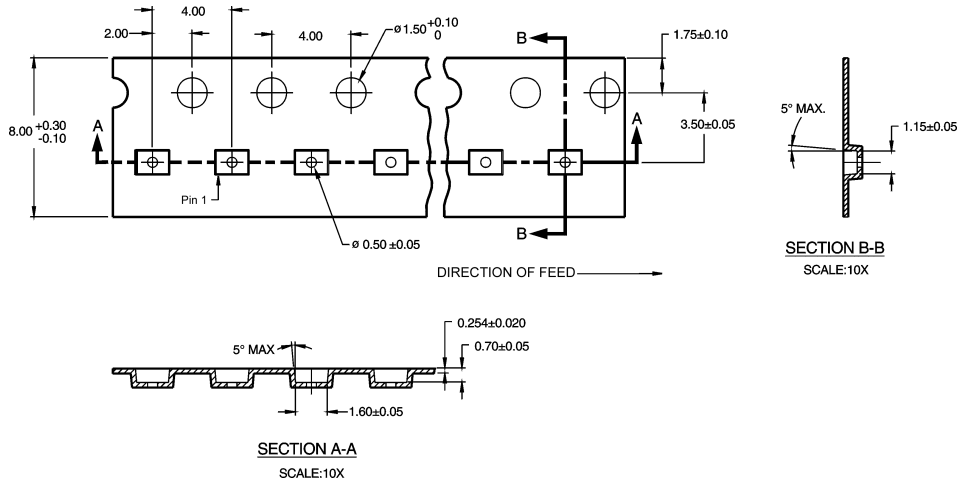 4.00
2.00
4.00
ø 1.50 +0.10
0
B
1.75±0.10
8.00 +0.30
-0.10
A
A
3.50±0.05
5° MAX.
1.15±0.05
Pin 1
B
ø 0.50 ±0.05
SECTION B-B
SCALE:10X
DIRECTION OF FEED
0.254±0.020
5° MAX
0.70±0.05
1.60±0.05
SECTION A-A
SCALE:10X